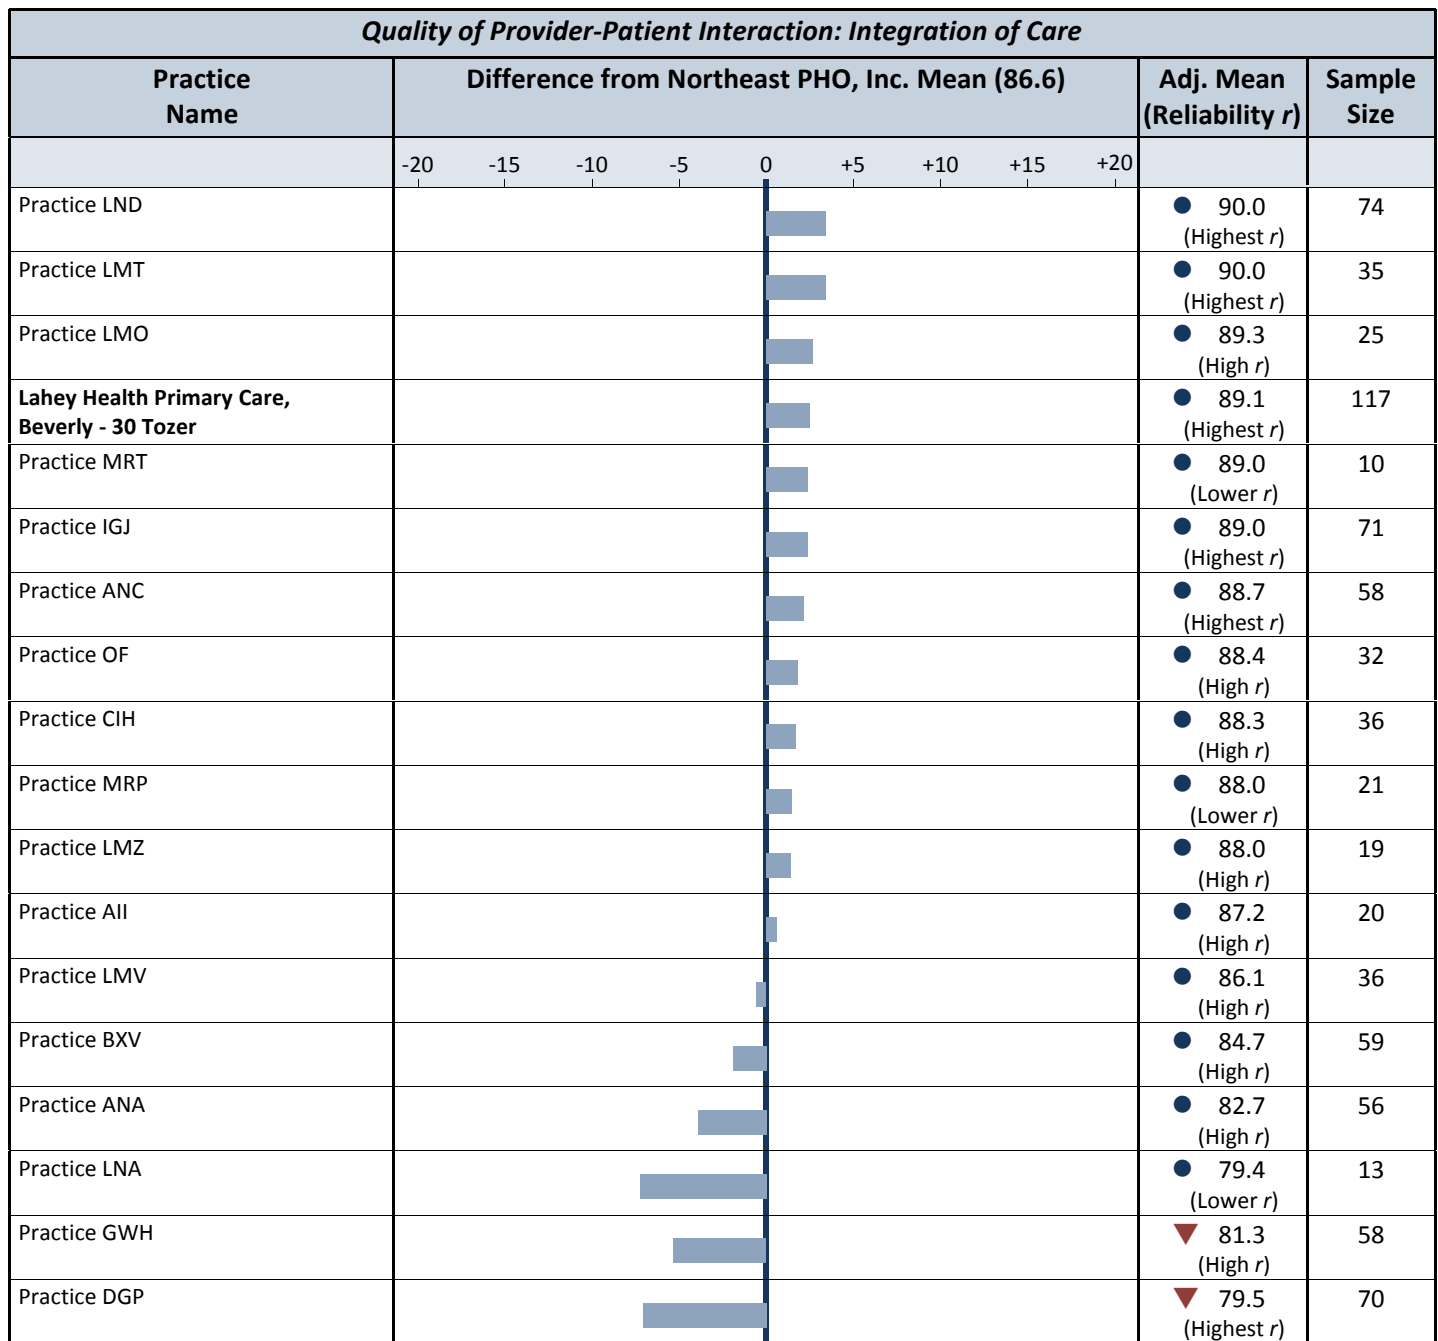 Quality of Provider-Patient Interaction: Integration of Care
Practice Name
Difference from Northeast PHO, Inc. Mean (86.6)
Adj. Mean (Reliability r)
Sample Size
-20 -15 -10 -5 0 +5 +10 +15 +20
Practice LND 90.0 74
(Highest r)
Practice LMT 90.0 35
(Highest r)
Practice LMO 89.3 25
(High r)
Lahey Health Primary Care, 89.1 117
Beverly - 30 Tozer (Highest r)
Practice MRT 89.0 10
(Lower r)
Practice IGJ 89.0 71
(Highest r)
Practice ANC 88.7 58
(Highest r)
Practice OF 88.4 32
(High r)
Practice CIH 88.3 36
(High r)
Practice MRP 88.0 21
(Lower r)
Practice LMZ 88.0 19
(High r)
Practice AII 87.2 20
(High r)
Practice LMV 86.1 36
(High r)
Practice BXV 84.7 59
(High r)
Practice ANA 82.7 56
(High r)
Practice LNA 79.4 13
(Lower r)
Practice GWH 81.3 58
(High r)
Practice DGP 79.5 70
(Highest r)